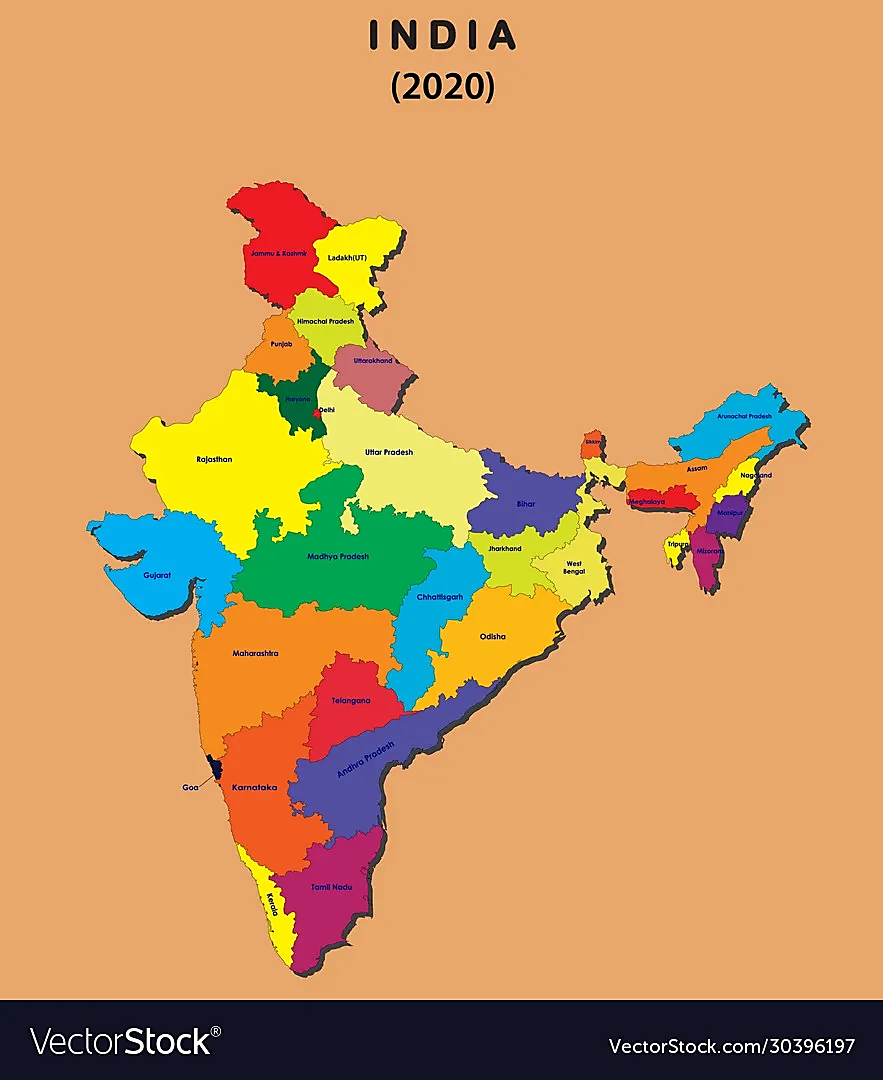 INDIA
(2020)
Jammu & Kashmir
Ladakh(UT)
Himachal Pradesh
Punjab
Uttarakhand
Haryana
Delhi
Arunachal Pradesh
Rajasthan
Uttar Pradesh
Sikkim
Assam
Nagaland
Bihar
Meghalaya
Manipur
Tripura
Mizoram
Jharkhand
West
Bengal
Madhya Pradesh
Gujarat
Chhattisgarh
Odisha
Maharashtra
Telangana
Andhra Pradesh
Goa
Karnataka
Tamil Nadu
Kerala
VectorStock®
VectorStock.com/30396197